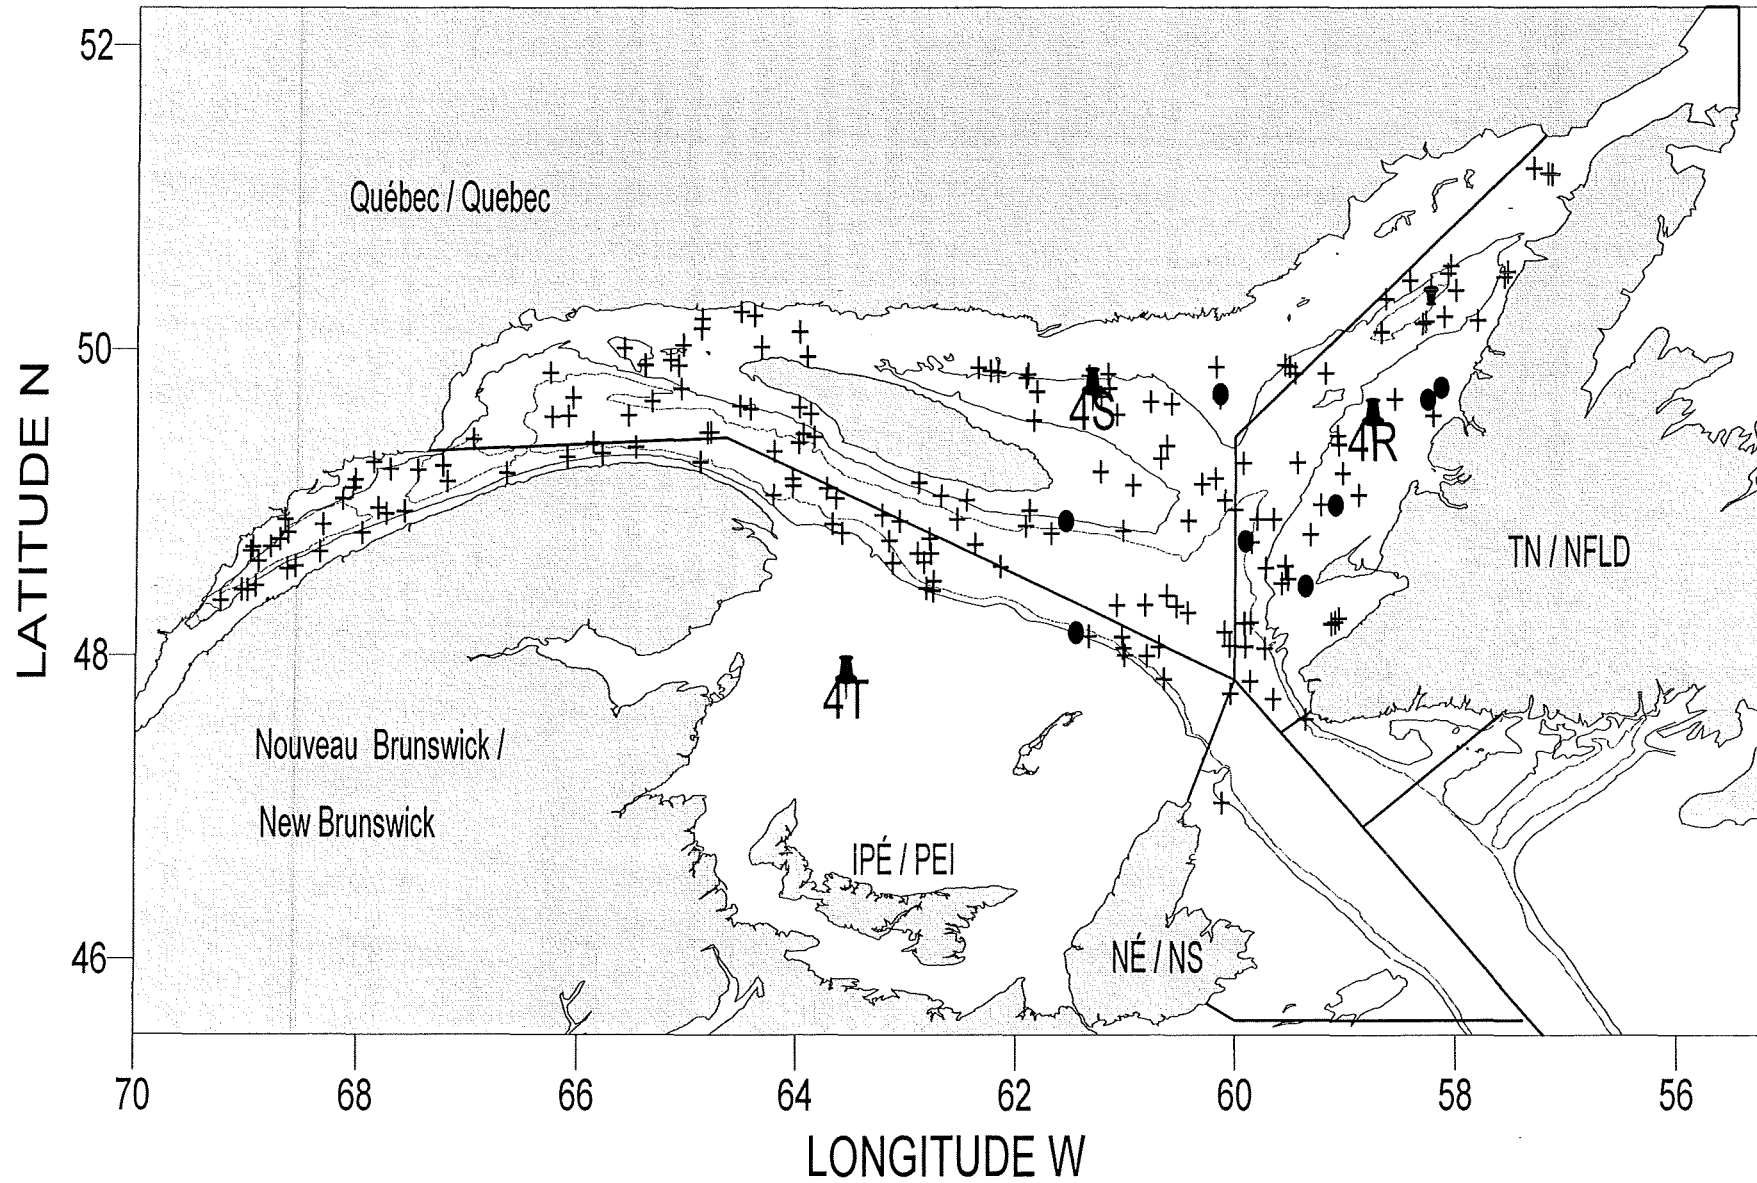 52
Québec / Quebec
50
4S
4R
TN / NFLD
48
4T
Nouveau Brunswick /
New Brunswick
IPÉ / PEI
NÉ / NS
46
LATITUDE N
70 68 66 64 62 60 58 56
LONGITUDE W